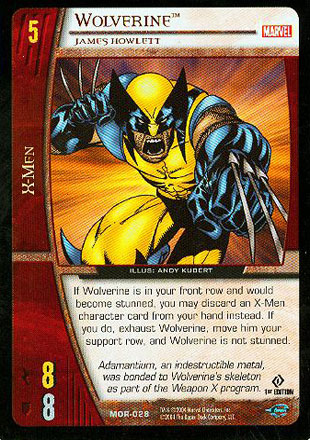 5
WOLVERINE™
JAMES HOWLETT
MARVEL
X-MEN
ILLUS: ANDY KUBERT
If Wolverine is in your front row and would
become stunned, you may discard an X-Men
character card from your hand instead. If
you do, exhaust Wolverine, move him your
support row, and Wolverine is not stunned.
Adamantium, an indestructible metal,
was bonded to Wolverine's skeleton
as part of the Weapon X program.
8
8
1ST EDITION
MOR-028